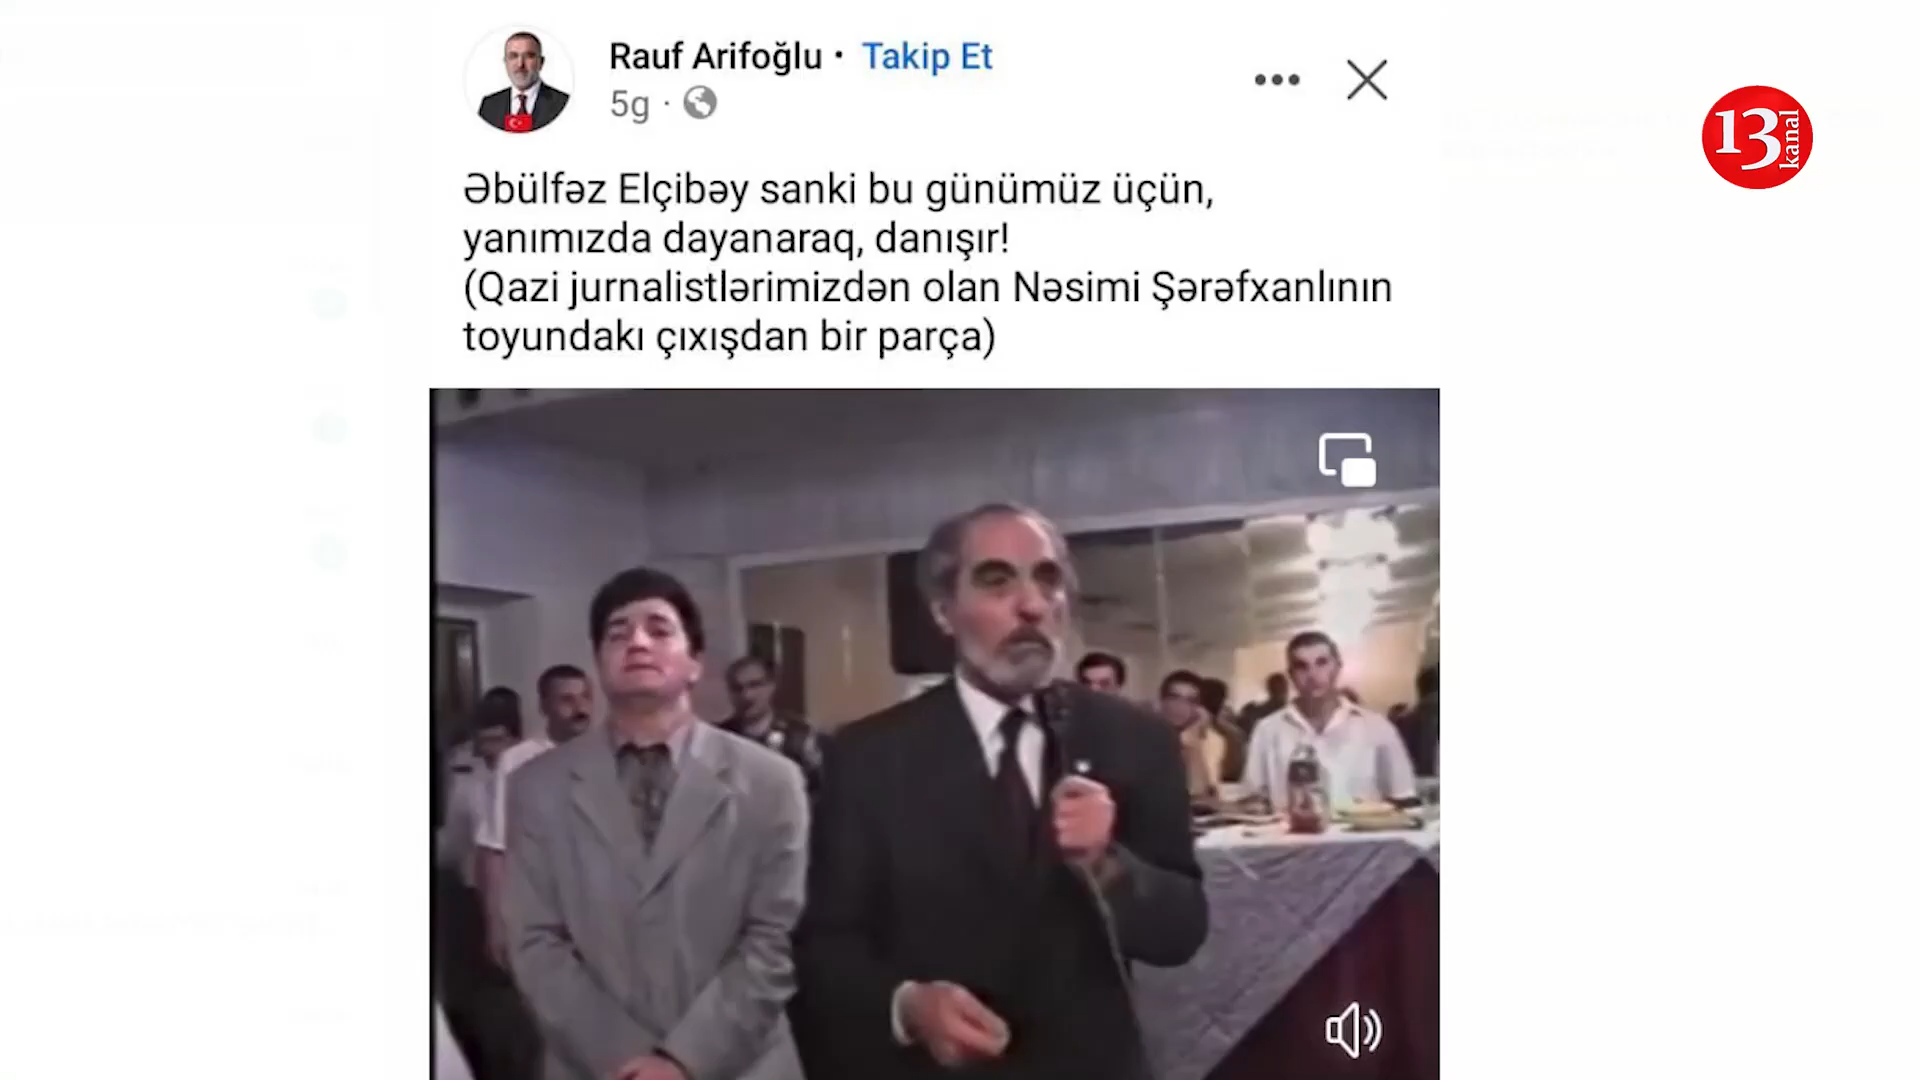 Rauf Arifoğlu · Takip Et
5g ·
13 kanal
Əbülfəz Elçibəy sanki bu günümüz üçün,
yanımızda dayanaraq, danışır!
(Qazi jurnalistlərimizdən olan Nəsimi Şərəfxanlının
toyundakı çıxışdan bir parça)